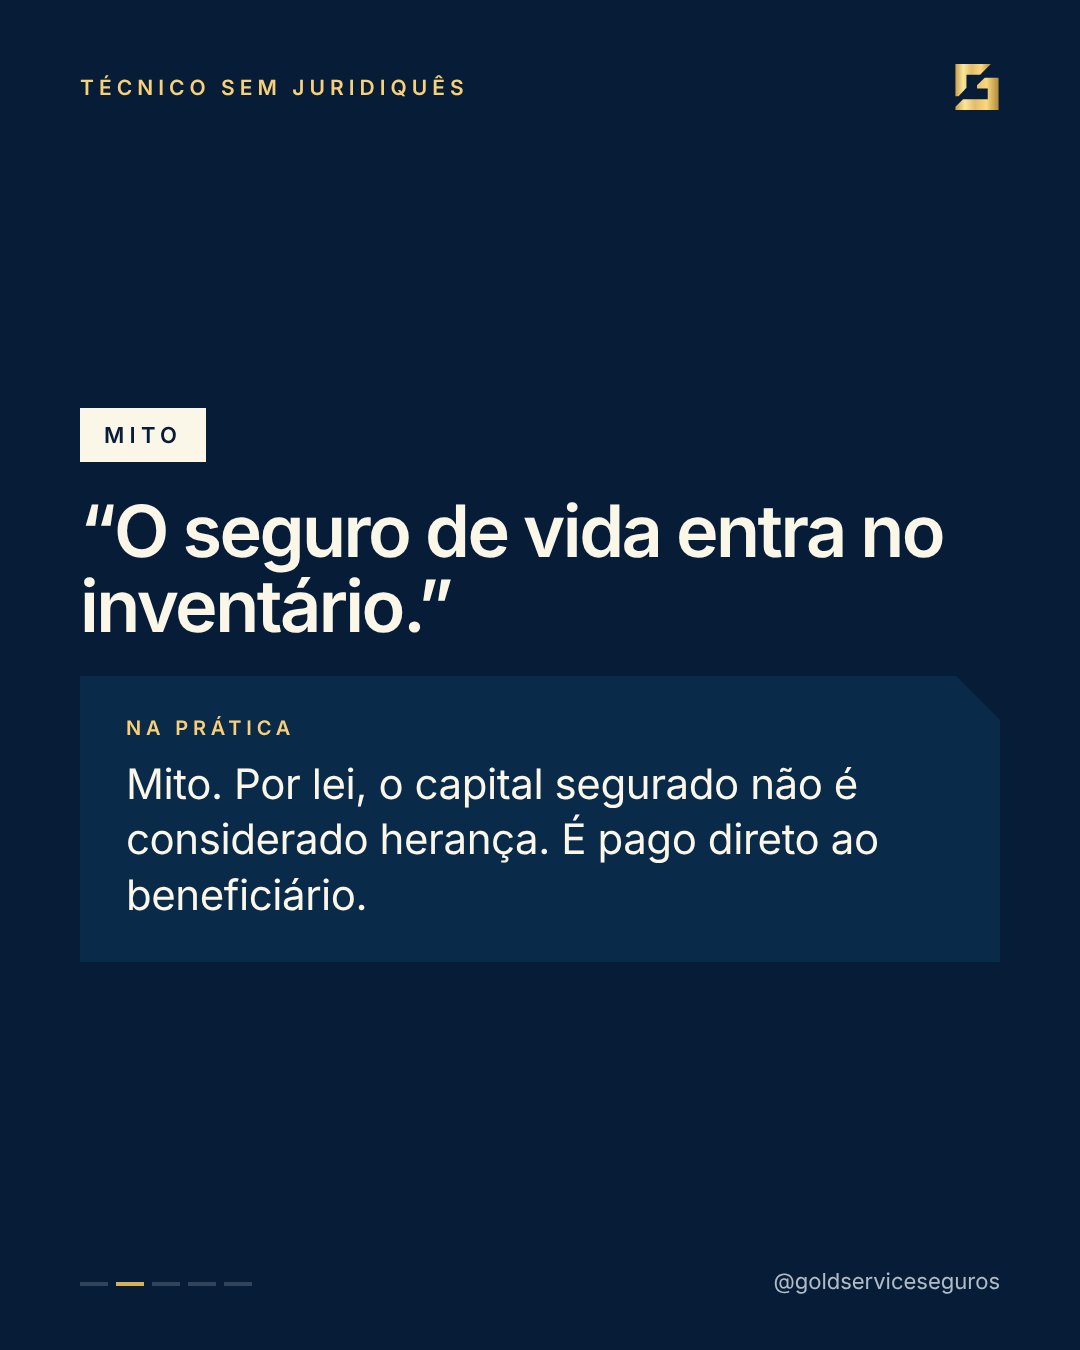 TÉCNICO SEM JURIDIQUÊS
MITO
“O seguro de vida entra no
inventário.”
NA PRÁTICA
Mito. Por lei, o capital segurado não é
considerado herança. É pago direto ao
beneficiário.
@goldserviceseguros